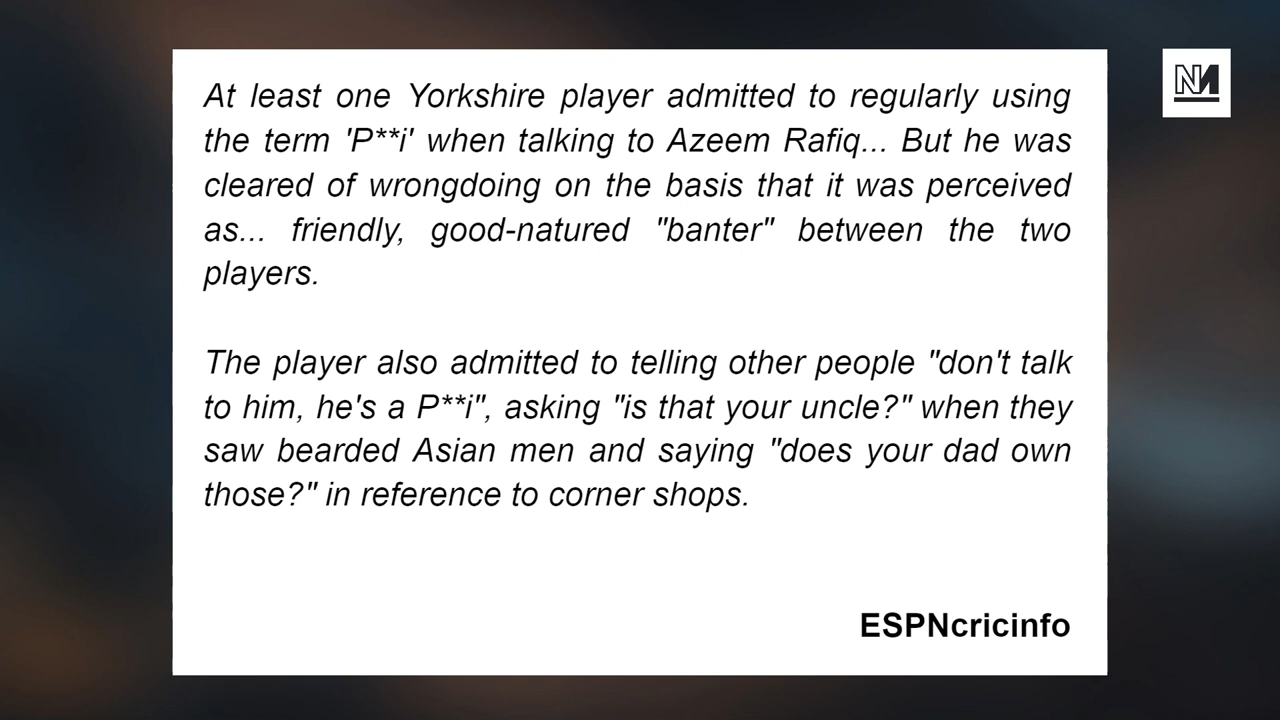 At least one Yorkshire player admitted to regularly using
the term 'P**i' when talking to Azeem Rafiq... But he was
cleared of wrongdoing on the basis that it was perceived
as... friendly, good-natured "banter" between the two
players.
The player also admitted to telling other people "don't talk
to him, he's a P**i", asking "is that your uncle?" when they
saw bearded Asian men and saying "does your dad own
those?" in reference to corner shops.
ESPNcricinfo
NM